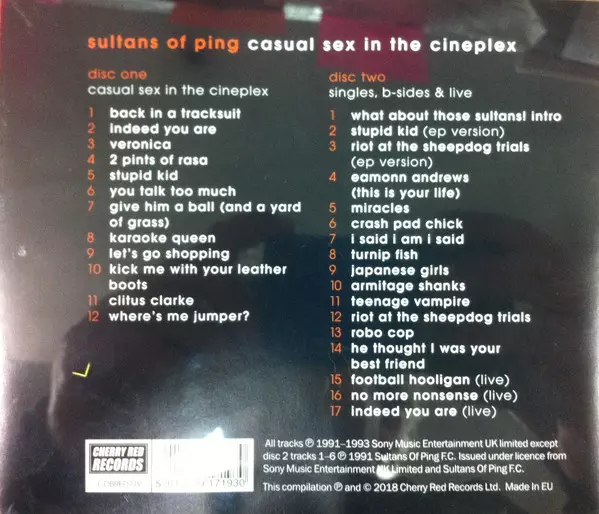 sultans of ping casual sex in the cineplex
disc one
casual sex in the cineplex
1 back in a tracksuit
2 indeed you are
3 veronica
4 2 pints of rasa
5 stupid kid
6 you talk too much
7 give him a ball (and a yard
of grass)
8 karaoke queen
9 let's go shopping
10 kick me with your leather
boots
11 clitus clarke
12 where's me jumper?
disc two
singles, b-sides & live
1 what about those sultans! intro
2 stupid kid (ep version)
3 riot at the sheepdog trials
(ep version)
4 eamonn andrews
(this is your life)
5 miracles
6 crash pad chick
7 i said i am i said
8 turnip fish
9 japanese girls
10 armitage shanks
11 teenage vampire
12 riot at the sheepdog trials
13 robo cop
14 he thought I was your
best friend
15 football hooligan (live)
16 no more nonsense (live)
17 indeed you are (live)
CHERRY RED
RECORDS
171930
All tracks ℗ 1991–1993 Sony Music Entertainment UK limited except
disc 2 tracks 1–6 ℗ 1991 Sultans Of Ping F.C. Issued under licence from
Sony Music Entertainment UK Limited and Sultans Of Ping F.C.
This compilation ℗ and © 2018 Cherry Red Records Ltd. Made In EU